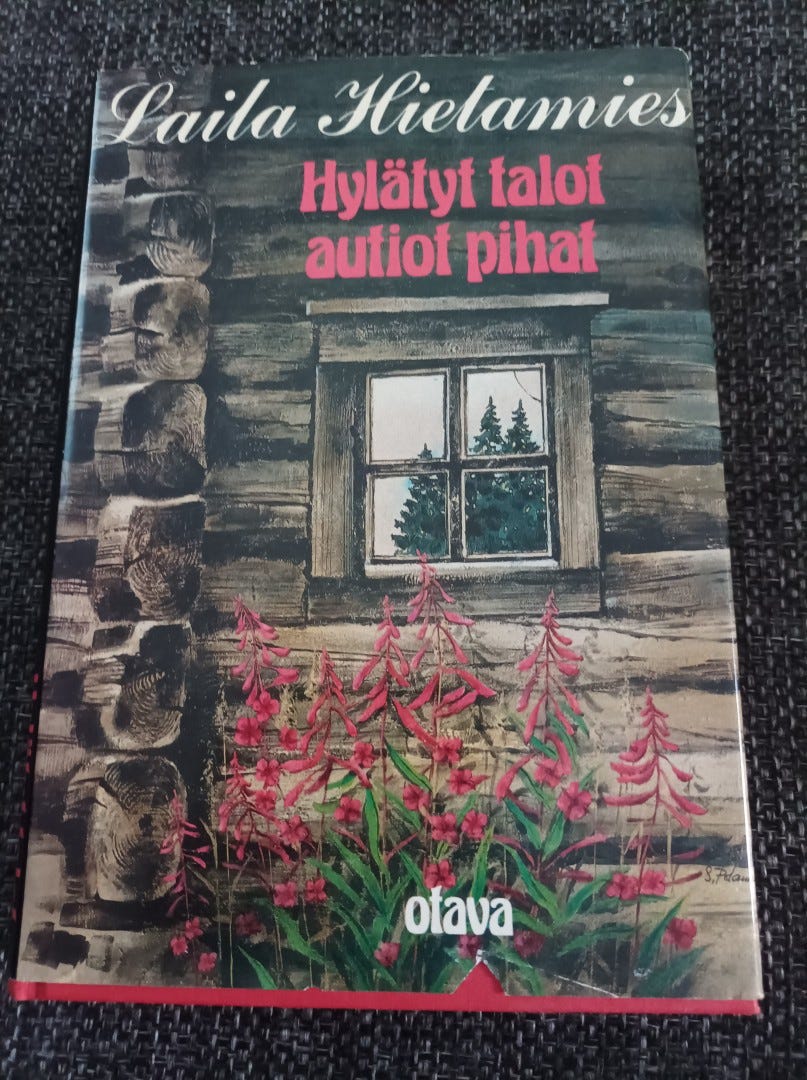 Laila Hietamies
Hylätyt talot
autiot pihat
otava